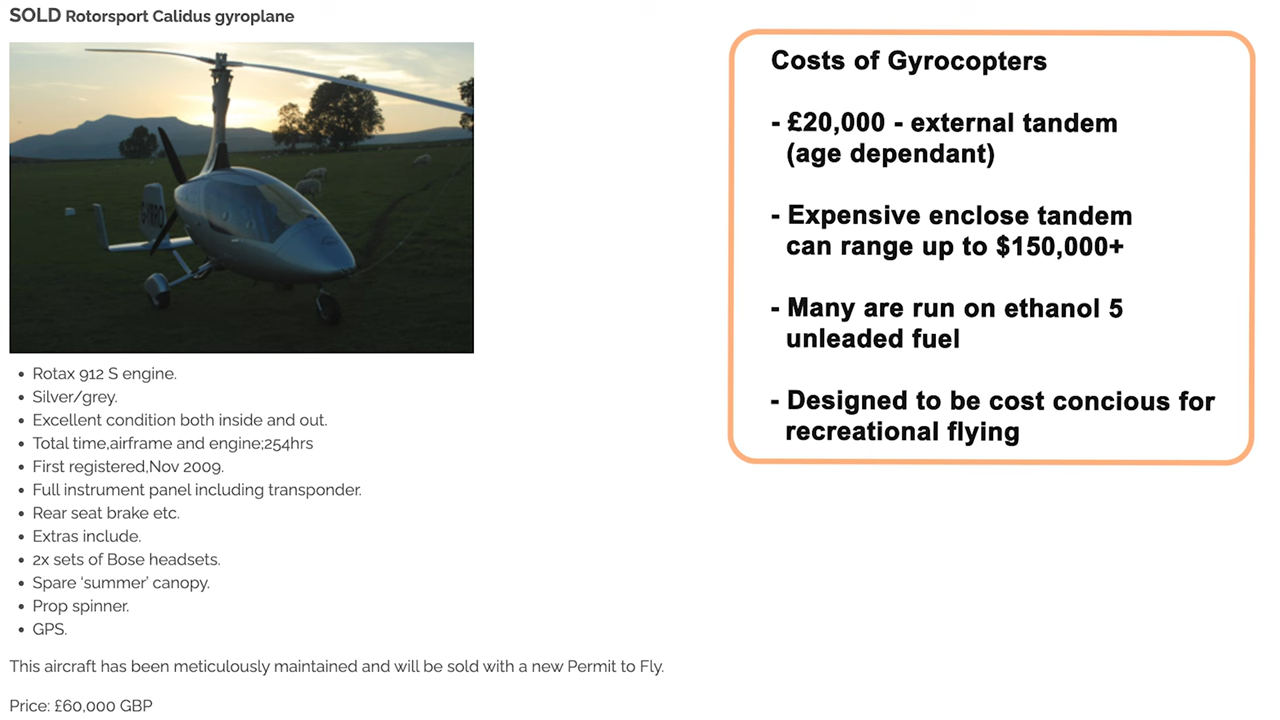 SOLD Rotorsport Calidus gyroplane
• Rotax 912 S engine.
• Silver/grey.
• Excellent condition both inside and out.
• Total time,airframe and engine;254hrs
• First registered,Nov 2009.
• Full instrument panel including transponder.
• Rear seat brake etc.
• Extras include.
• 2x sets of Bose headsets.
• Spare ‘summer’ canopy.
• Prop spinner.
• GPS.
This aircraft has been meticulously maintained and will be sold with a new Permit to Fly.
Price: £60,000 GBP
Costs of Gyrocopters
- £20,000 - external tandem
(age dependant)
- Expensive enclose tandem
can range up to $150,000+
- Many are run on ethanol 5
unleaded fuel
- Designed to be cost concious for
recreational flying